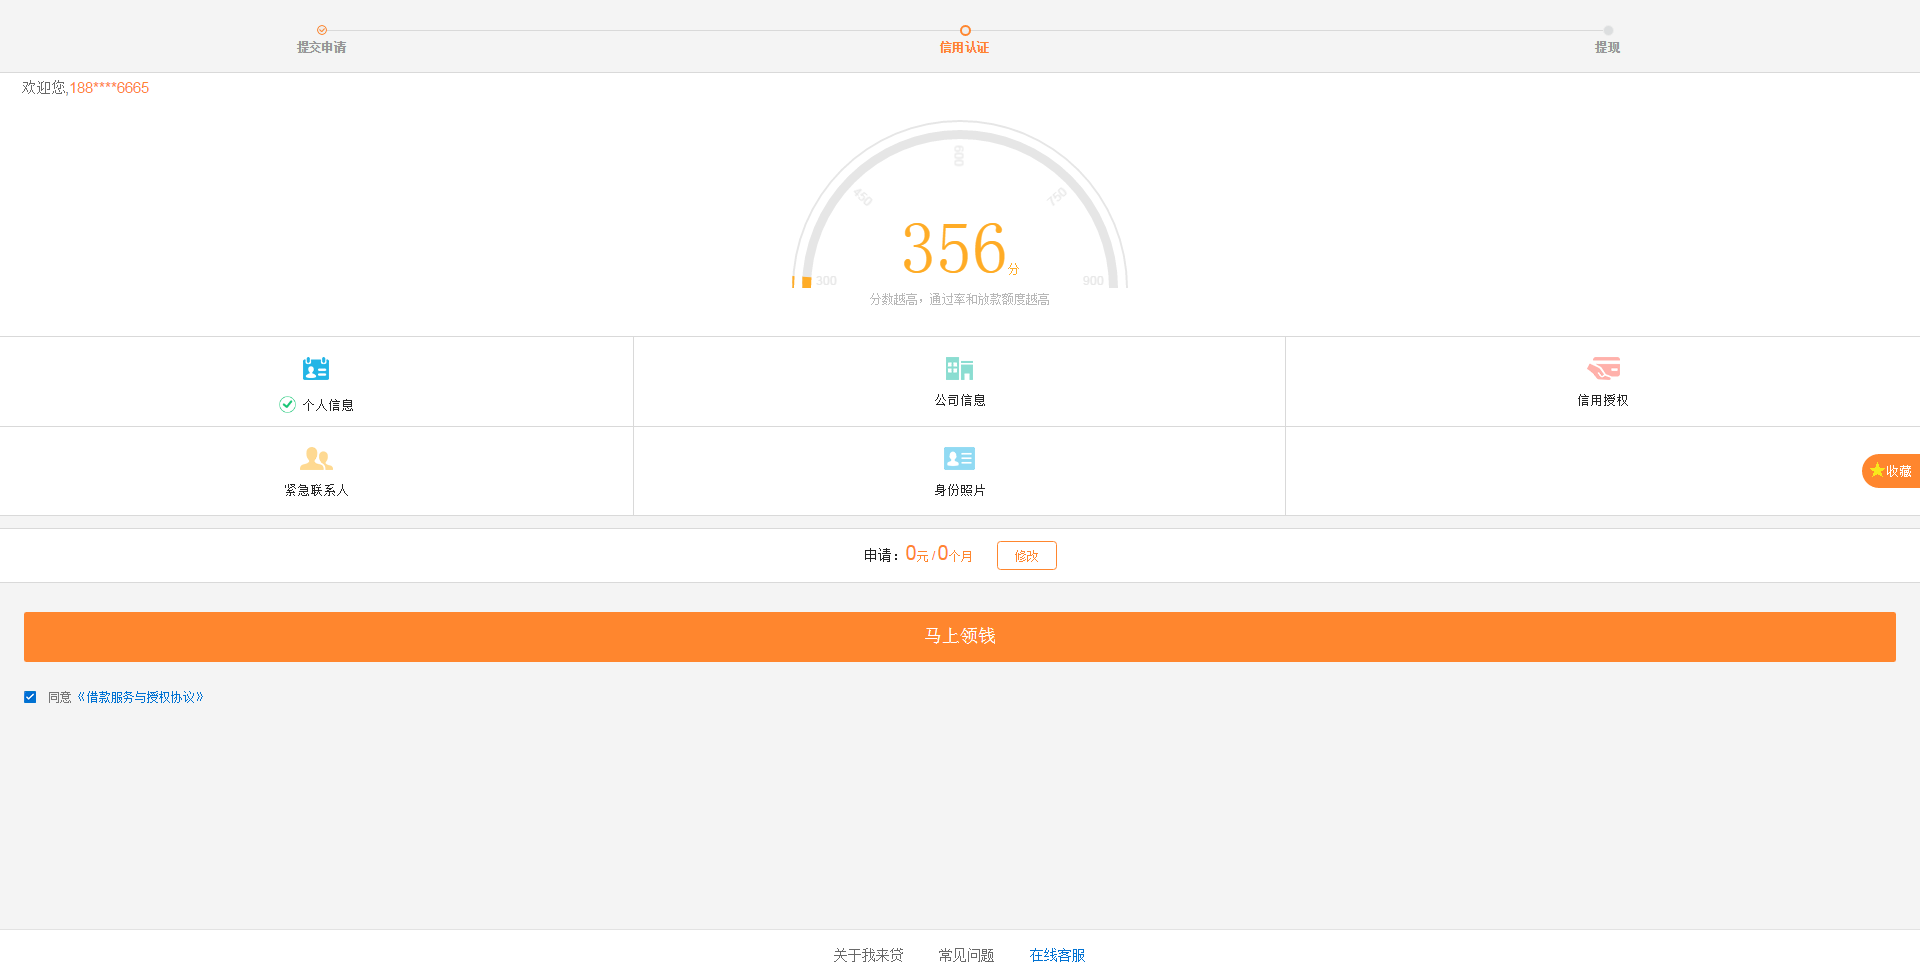 提交申请
信用认证
提现
欢迎您,188****6665
600
450
750
356分
300
900
分数越高，通过率和放款额度越高
个人信息
公司信息
信用授权
紧急联系人
身份照片
收藏
申请：0元 / 0个月
修改
马上领钱
同意《借款服务与授权协议》
关于我来贷
常见问题
在线客服